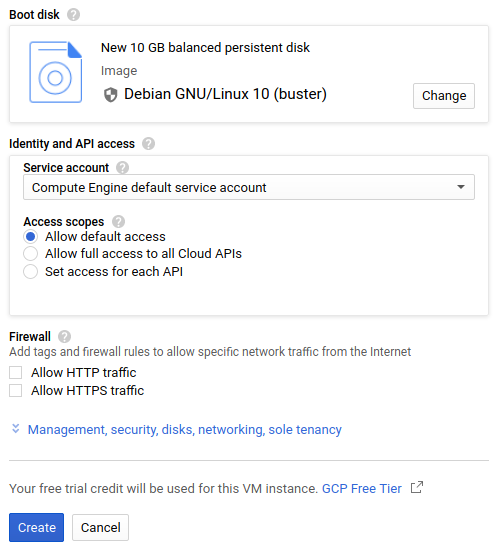 Boot disk
New 10 GB balanced persistent disk
Image
Debian GNU/Linux 10 (buster)
Change
Identity and API access
Service account
Compute Engine default service account
Access scopes
Allow default access
Allow full access to all Cloud APIs
Set access for each API
Firewall
Add tags and firewall rules to allow specific network traffic from the Internet
Allow HTTP traffic
Allow HTTPS traffic
Management, security, disks, networking, sole tenancy
Your free trial credit will be used for this VM instance. GCP Free Tier
Create Cancel